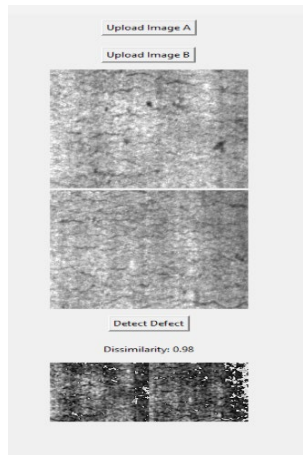 Upload Image A
Upload Image B
Detect Defect
Dissimilarity: 0.98